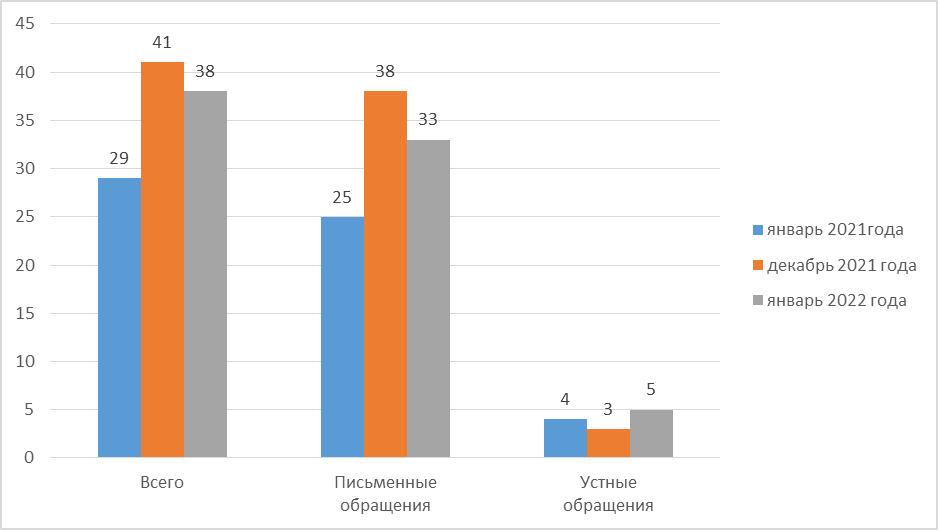 45
40
35
30
25
20
15
10
5
0
41
38
29
38
33
25
4
3
5
Всего
Письменные
обращения
Устные
обращения
январь 2021года
декабрь 2021 года
январь 2022 года